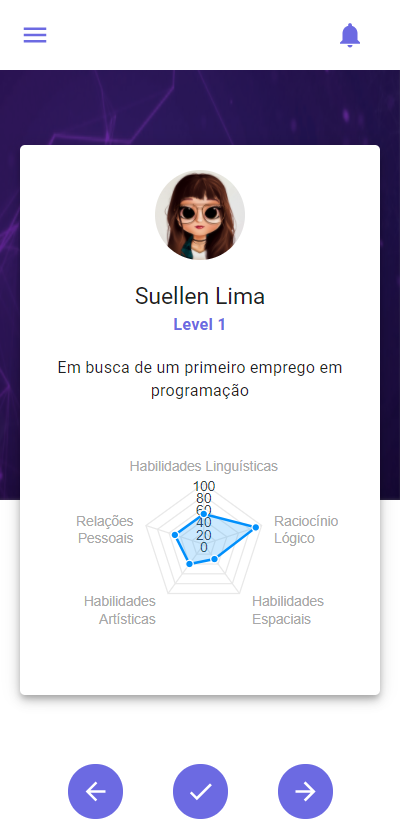 Suellen Lima
Level 1
Em busca de um primeiro emprego em
programação
Habilidades Linguísticas
100
80
60
40
20
0
Raciocínio
Lógico
Relações
Pessoais
Habilidades
Artísticas
Habilidades
Espaciais